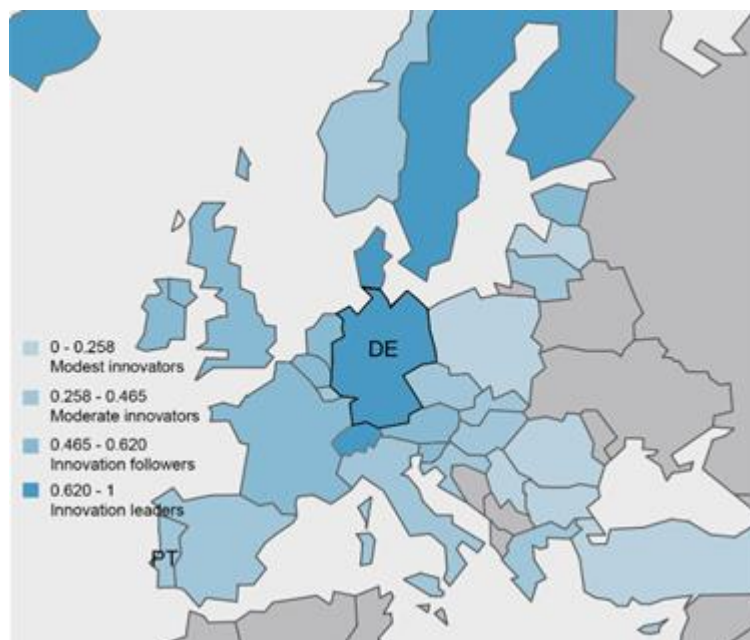 DE
0 - 0.258
Modest innovators
0.258 - 0.465
Moderate innovators
0.465 - 0.620
Innovation followers
0.620 - 1
Innovation leaders
PT